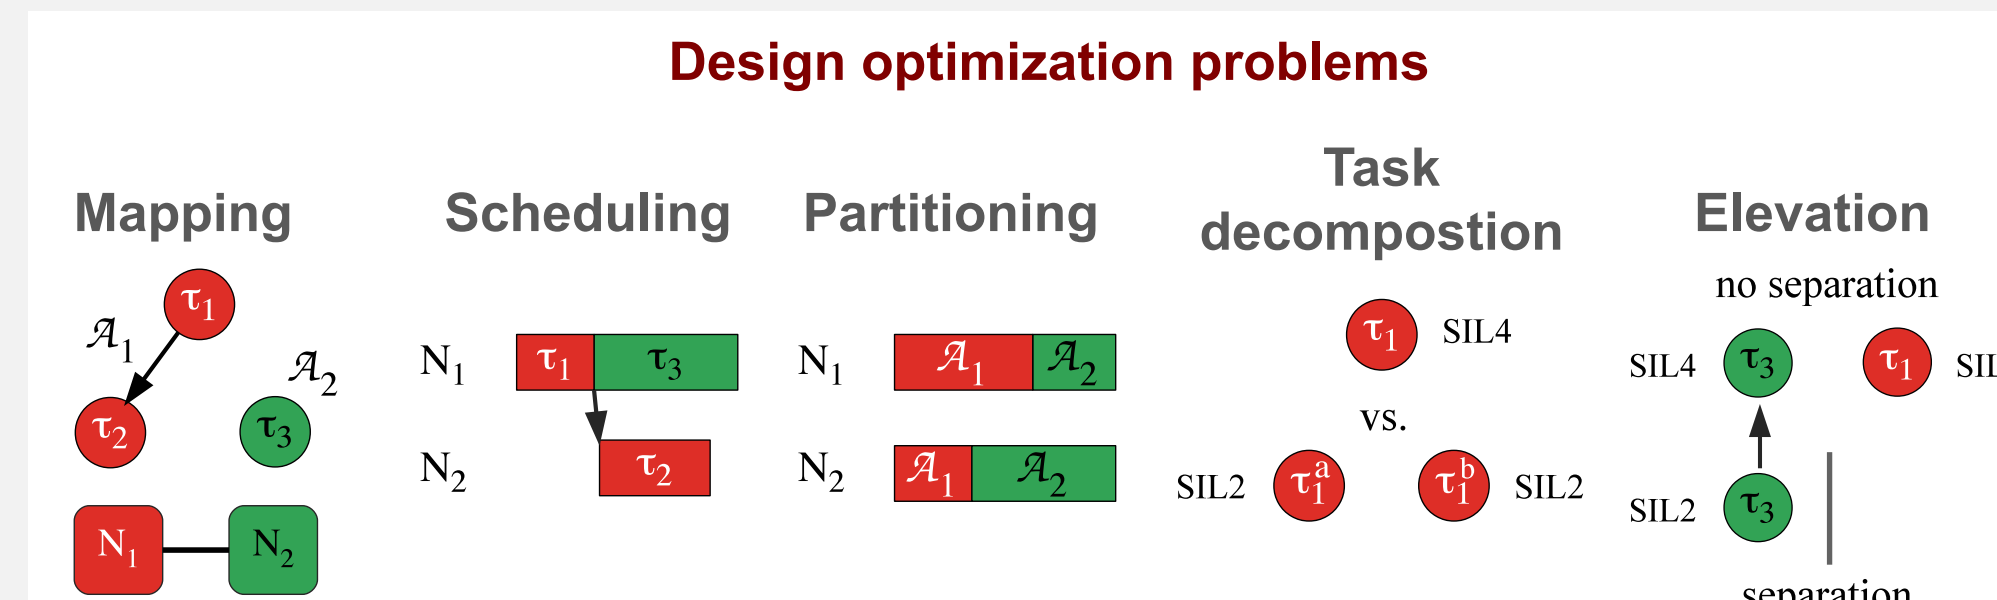 Design optimization problems
Mapping
τ1
𝒜1
𝒜2
τ2
τ3
N1
N2
Scheduling
N1
τ1
τ3
N2
τ2
Partitioning
N1
𝒜1
𝒜2
N2
𝒜1
𝒜2
Task
decompostion
τ1
SIL4
vs.
SIL2
τ1a
τ1b
SIL2
Elevation
no separation
SIL4
τ3
τ1
SIL
SIL2
τ3
separation